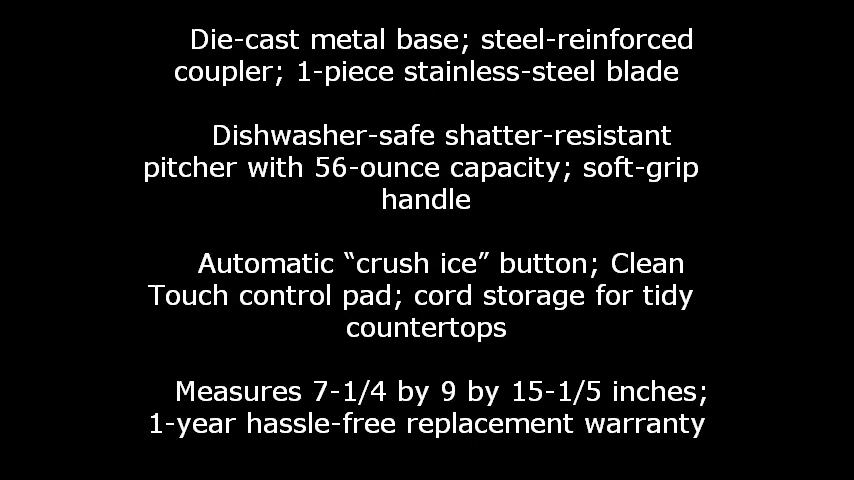 Die-cast metal base; steel-reinforced
coupler; 1-piece stainless-steel blade
Dishwasher-safe shatter-resistant
pitcher with 56-ounce capacity; soft-grip
handle
Automatic “crush ice” button; Clean
Touch control pad; cord storage for tidy
countertops
Measures 7-1/4 by 9 by 15-1/5 inches;
1-year hassle-free replacement warranty